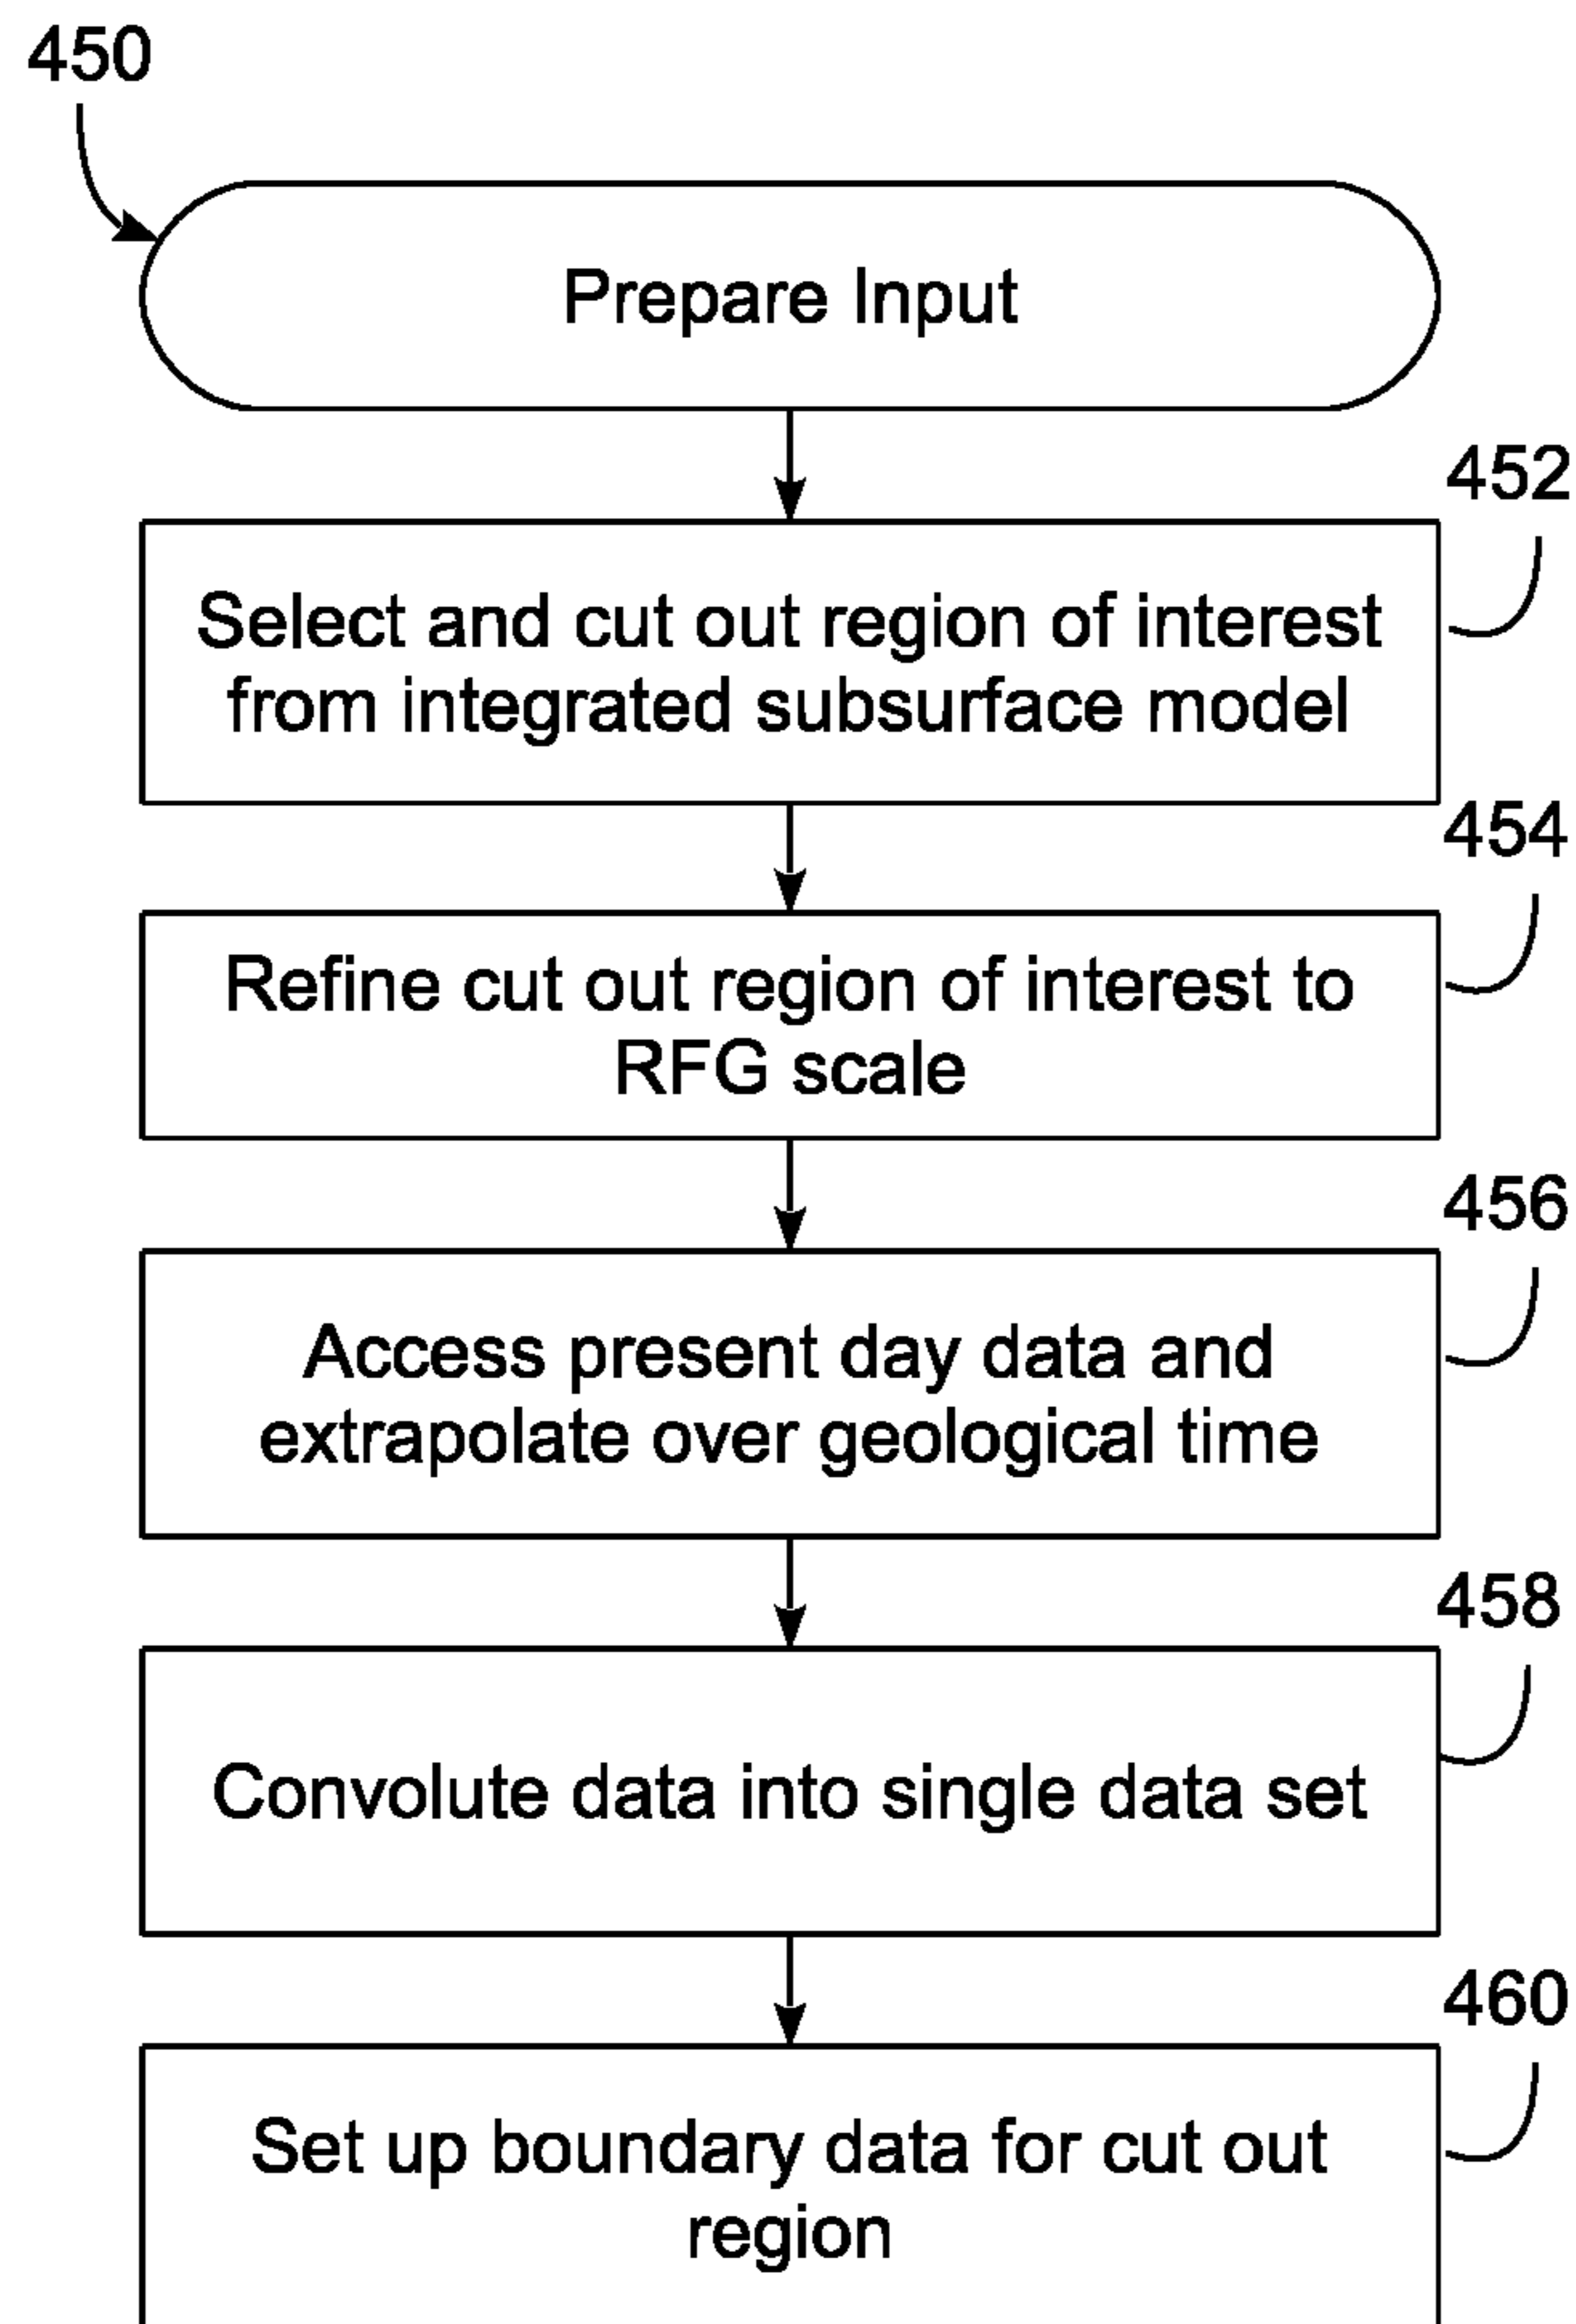 450
Prepare Input
452
Select and cut out region of interest
from integrated subsurface model
454
Refine cut out region of interest to
RFG scale
456
Access present day data and
extrapolate over geological time
458
Convolute data into single data set
460
Set up boundary data for cut out
region